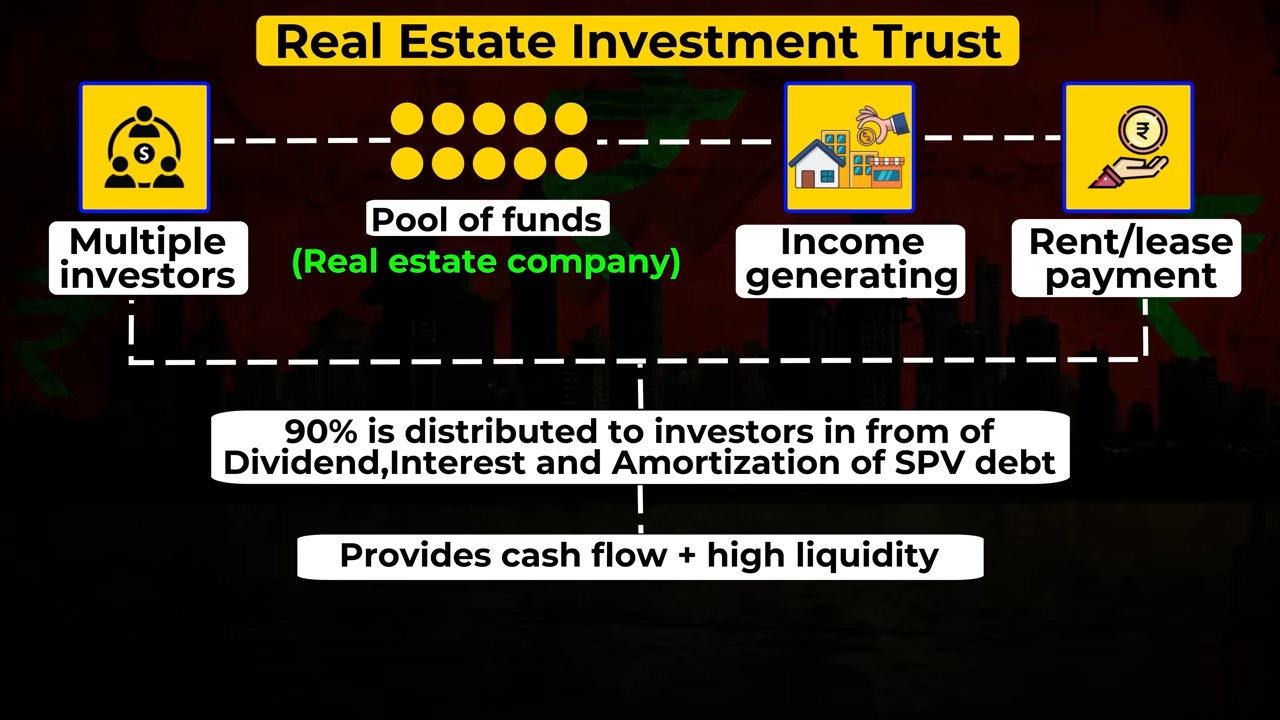 Real Estate Investment Trust
$
₹
Multiple
investors
Pool of funds
(Real estate company)
Income
generating
Rent/lease
payment
90% is distributed to investors in from of
Dividend,Interest and Amortization of SPV debt
Provides cash flow + high liquidity